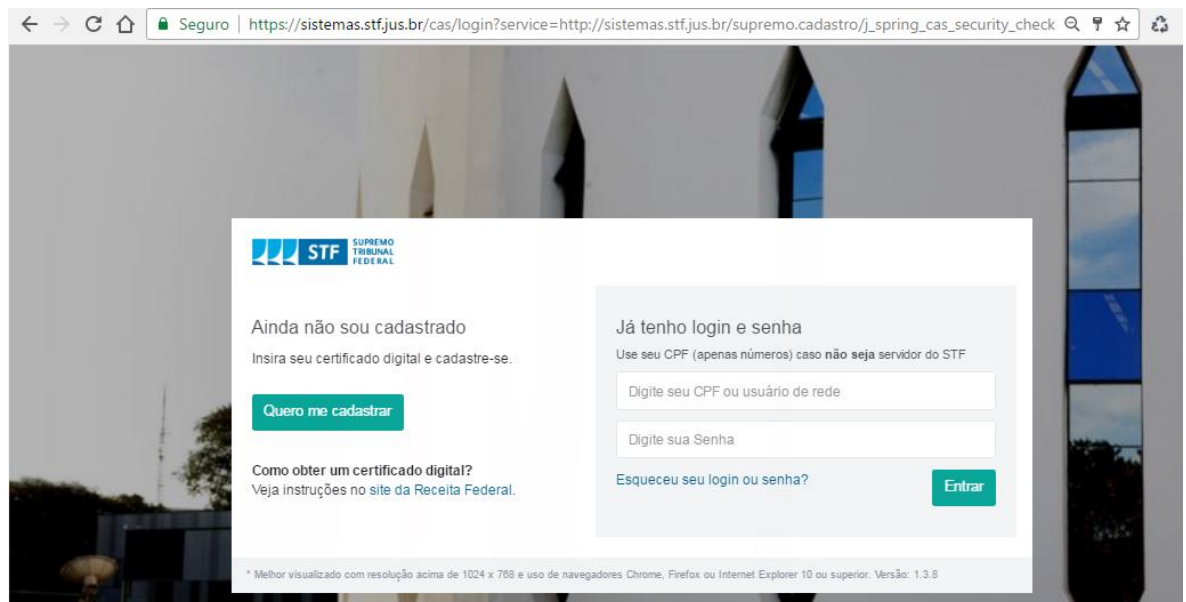 Seguro
https://sistemas.stf.jus.br/cas/login?service=http://sistemas.stf.jus.br/supremo.cadastro/j_spring_cas_security_check
STF
SUPREMO
TRIBUNAL
FEDERAL
Ainda não sou cadastrado
Insira seu certificado digital e cadastre-se.
Quero me cadastrar
Como obter um certificado digital?
Veja instruções no site da Receita Federal.
Já tenho login e senha
Use seu CPF (apenas números) caso não seja servidor do STF
Digite seu CPF ou usuário de rede
Digite sua Senha
Esqueceu seu login ou senha?
Entrar
* Melhor visualizado com resolução acima de 1024 x 768 e uso de navegadores Chrome, Firefox ou Internet Explorer 10 ou superior. Versão: 1.3.8